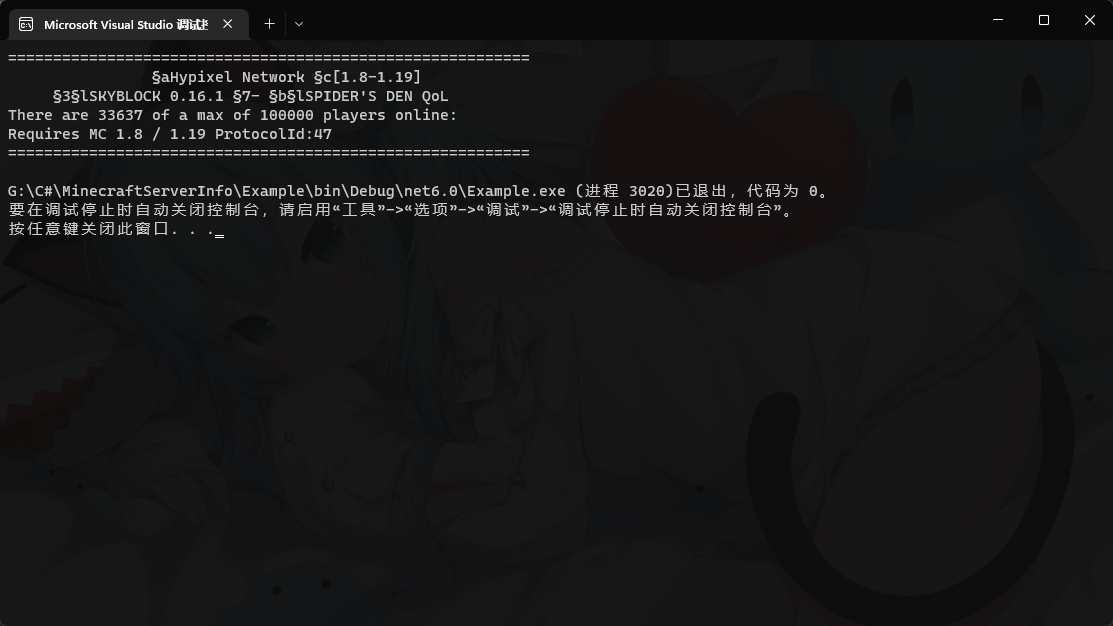 Microsoft Visual Studio 调试
==========================================================
§aHypixel Network §c[1.8-1.19]
§3§lSKYBLOCK 0.16.1 §7- §b§lSPIDER'S DEN QoL
There are 33637 of a max of 100000 players online:
Requires MC 1.8 / 1.19 ProtocolId:47
==========================================================
G:\C#\MinecraftServerInfo\Example\bin\Debug\net6.0\Example.exe (进程 3020)已退出，代码为 0。
要在调试停止时自动关闭控制台，请启用“工具”->“选项”->“调试”->“调试停止时自动关闭控制台”。
按任意键关闭此窗口. . .